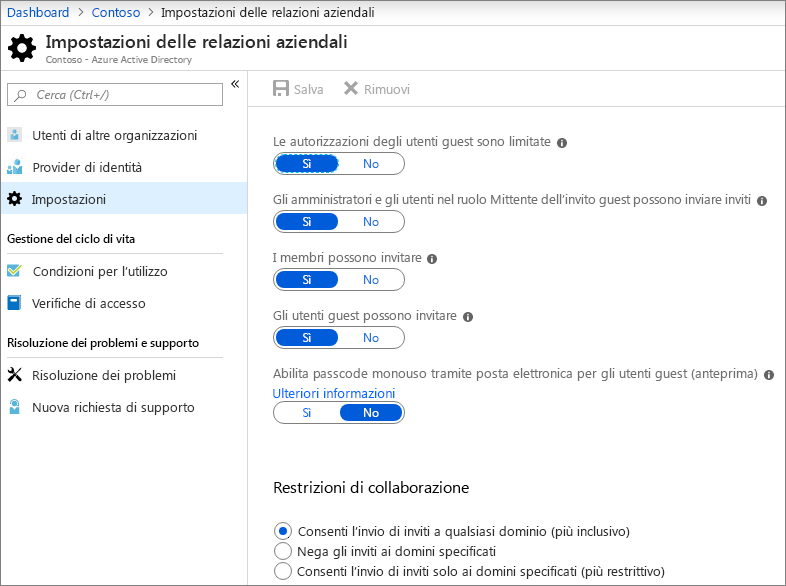 Dashboard > Contoso > Impostazioni delle relazioni aziendali
Impostazioni delle relazioni aziendali
Contoso - Azure Active Directory
«
Cerca (Ctrl+/)
Utenti di altre organizzazioni
Provider di identità
Impostazioni
Gestione del ciclo di vita
Condizioni per l'utilizzo
Verifiche di accesso
Risoluzione dei problemi e supporto
Risoluzione dei problemi
Nuova richiesta di supporto
Salva Rimuovi
Le autorizzazioni degli utenti guest sono limitate
Sì No
Gli amministratori e gli utenti nel ruolo Mittente dell'invito guest possono inviare inviti
Sì No
I membri possono invitare
Sì No
Gli utenti guest possono invitare
Sì No
Abilita passcode monouso tramite posta elettronica per gli utenti guest (anteprima)
Ulteriori informazioni
Sì No
Restrizioni di collaborazione
Consenti l'invio di inviti a qualsiasi dominio (più inclusivo)
Nega gli inviti ai domini specificati
Consenti l'invio di inviti solo ai domini specificati (più restrittivo)